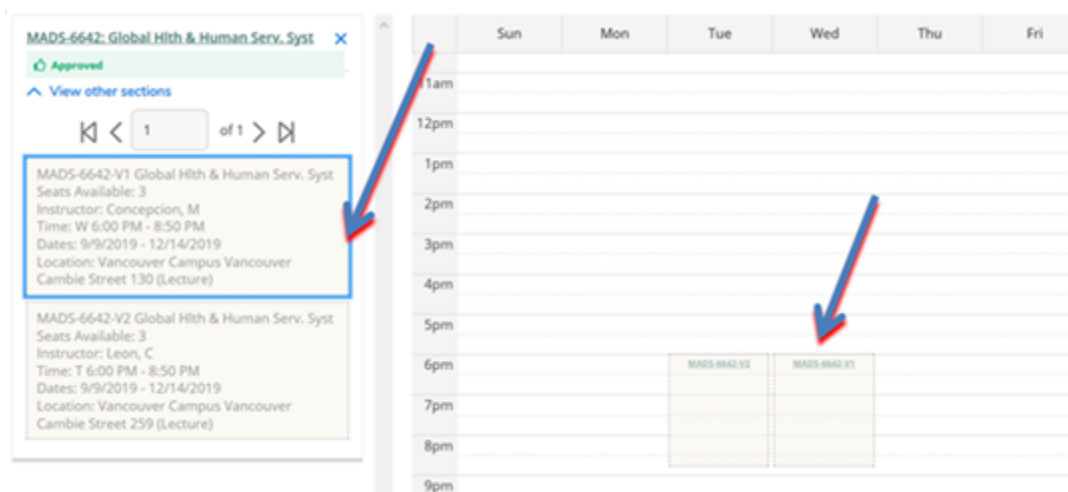 MADS-6642: Global Hlth & Human Serv. Syst
Approved
View other sections
1 of 1
MADS-6642-V1 Global Hlth & Human Serv. Syst
Seats Available: 3
Instructor: Concepcion, M
Time: W 6:00 PM - 8:50 PM
Dates: 9/9/2019 - 12/14/2019
Location: Vancouver Campus Vancouver
Cambie Street 130 (Lecture)
MADS-6642-V2 Global Hlth & Human Serv. Syst
Seats Available: 3
Instructor: Leon, C
Time: T 6:00 PM - 8:50 PM
Dates: 9/9/2019 - 12/14/2019
Location: Vancouver Campus Vancouver
Cambie Street 259 (Lecture)
Sun Mon Tue Wed Thu Fri
11am
12pm
1pm
2pm
3pm
4pm
5pm
6pm MADS-6642-V2 MADS-6642-V1
7pm
8pm
9pm